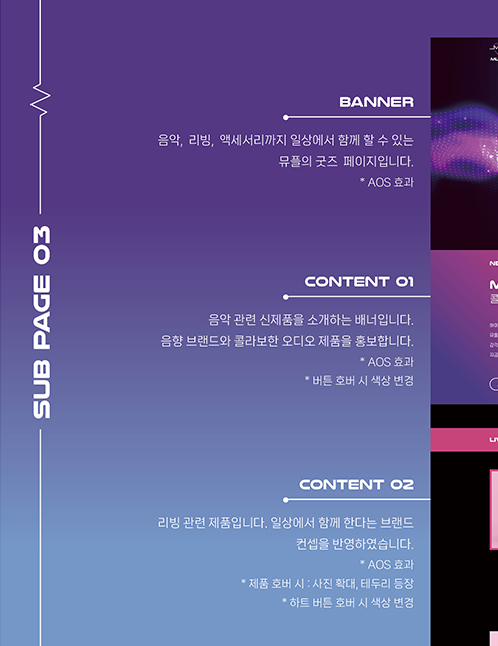 SUB PAGE 03
BANNER
음악, 리빙, 액세서리까지 일상에서 함께 할 수 있는
뮤플의 굿즈 페이지입니다.
* AOS 효과
CONTENT 01
음악 관련 신제품을 소개하는 배너입니다.
음향 브랜드와 콜라보한 오디오 제품을 홍보합니다.
* AOS 효과
* 버튼 호버 시 색상 변경
CONTENT 02
리빙 관련 제품입니다. 일상에서 함께 한다는 브랜드
컨셉을 반영하였습니다.
* AOS 효과
* 제품 호버 시 : 사진 확대, 테두리 등장
* 하트 버튼 호버 시 색상 변경